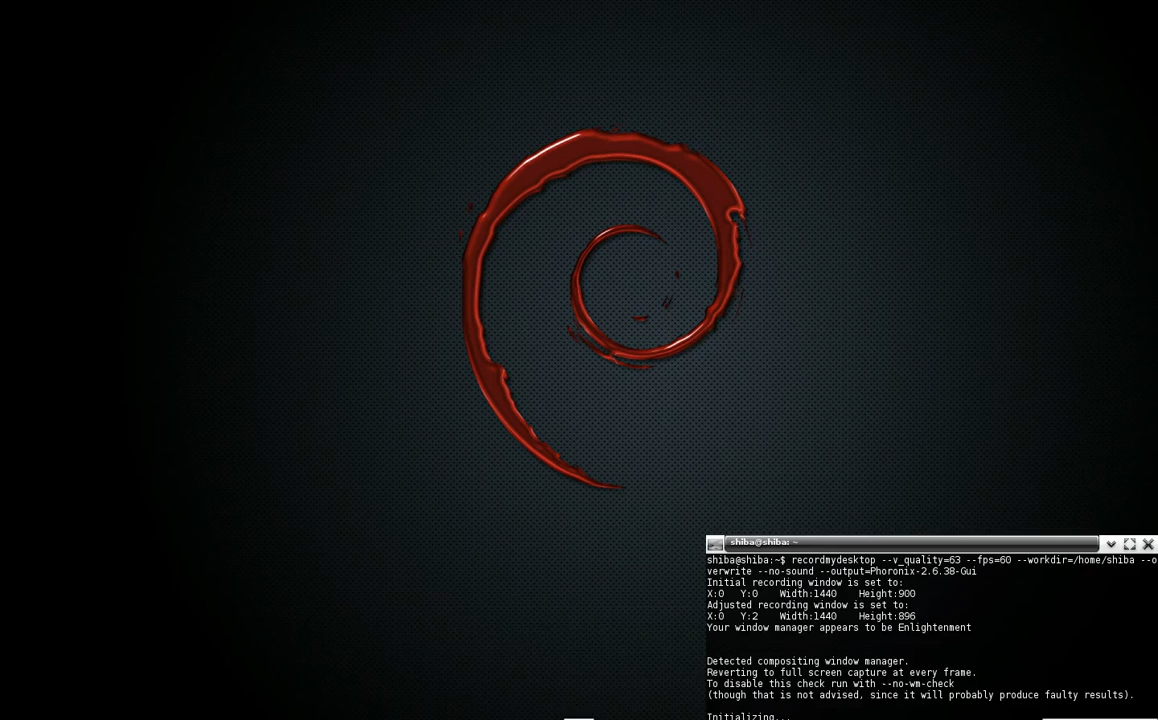 shiba@shiba: ~
shiba@shiba:~$ recordmydesktop --v_quality=63 --fps=60 --workdir=/home/shiba --o
verwrite --no-sound --output=Phoronix-2.6.38-Gui
Initial recording window is set to:
X:0   Y:0    Width:1440    Height:900
Adjusted recording window is set to:
X:0   Y:2    Width:1440    Height:896
Your window manager appears to be Enlightenment
Detected compositing window manager.
Reverting to full screen capture at every frame.
To disable this check run with --no-wm-check
(though that is not advised, since it will probably produce faulty results).
Initializing...